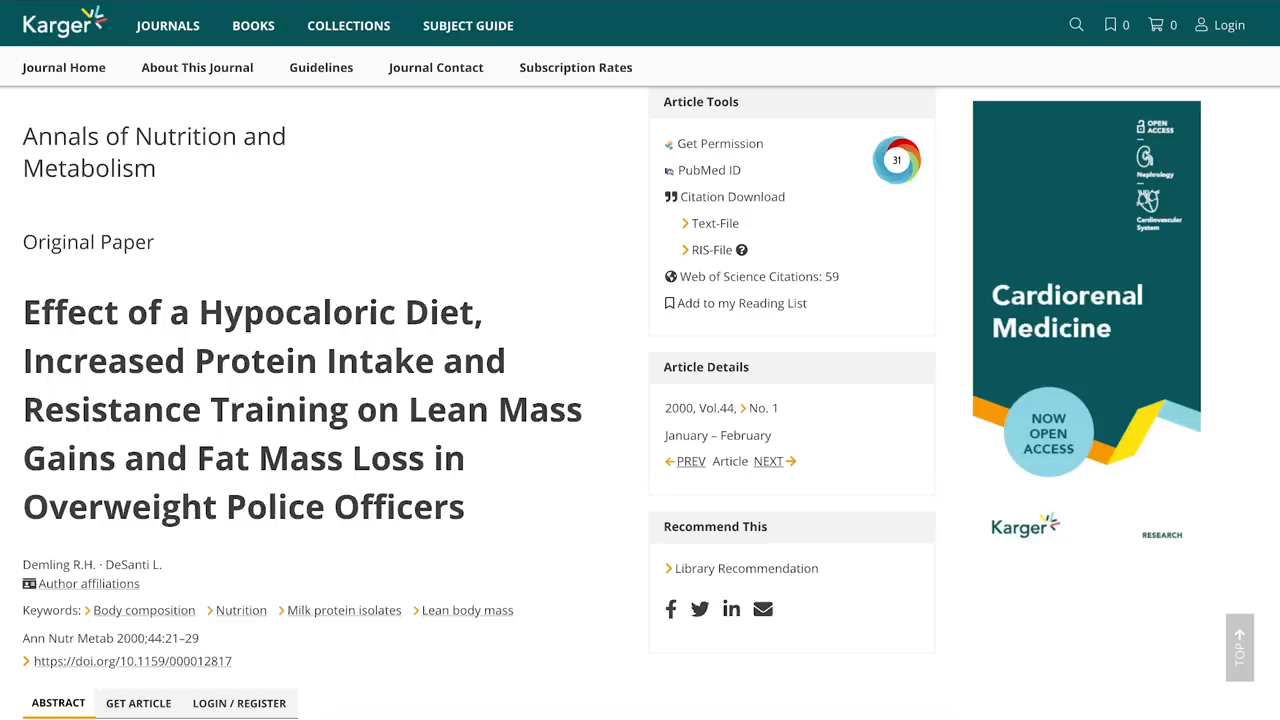 Karger
JOURNALS
BOOKS
COLLECTIONS
SUBJECT GUIDE
0
0
Login
Journal Home
About This Journal
Guidelines
Journal Contact
Subscription Rates
Annals of Nutrition and
Metabolism
Original Paper
Effect of a Hypocaloric Diet,
Increased Protein Intake and
Resistance Training on Lean Mass
Gains and Fat Mass Loss in
Overweight Police Officers
Demling R.H. · DeSanti L.
Author affiliations
Keywords: Body composition Nutrition Milk protein isolates Lean body mass
Ann Nutr Metab 2000;44:21–29
https://doi.org/10.1159/000012817
ABSTRACT
GET ARTICLE
LOGIN / REGISTER
Article Tools
Get Permission
31
PubMed ID
Citation Download
Text-File
RIS-File
Web of Science Citations: 59
Add to my Reading List
Article Details
2000, Vol.44, No. 1
January – February
PREV Article NEXT
Recommend This
Library Recommendation
OPEN
ACCESS
Nephrology
Cardiovascular
System
Cardiorenal
Medicine
NOW
OPEN
ACCESS
Karger
RESEARCH
TOP